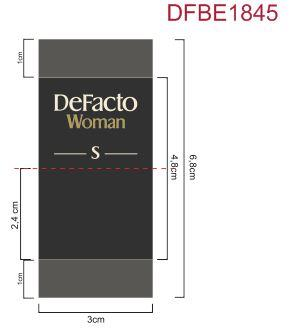 DFBE1845
1cm
DeFacto
Woman
S
4,8cm
6,8cm
2,4 cm
1cm
3cm